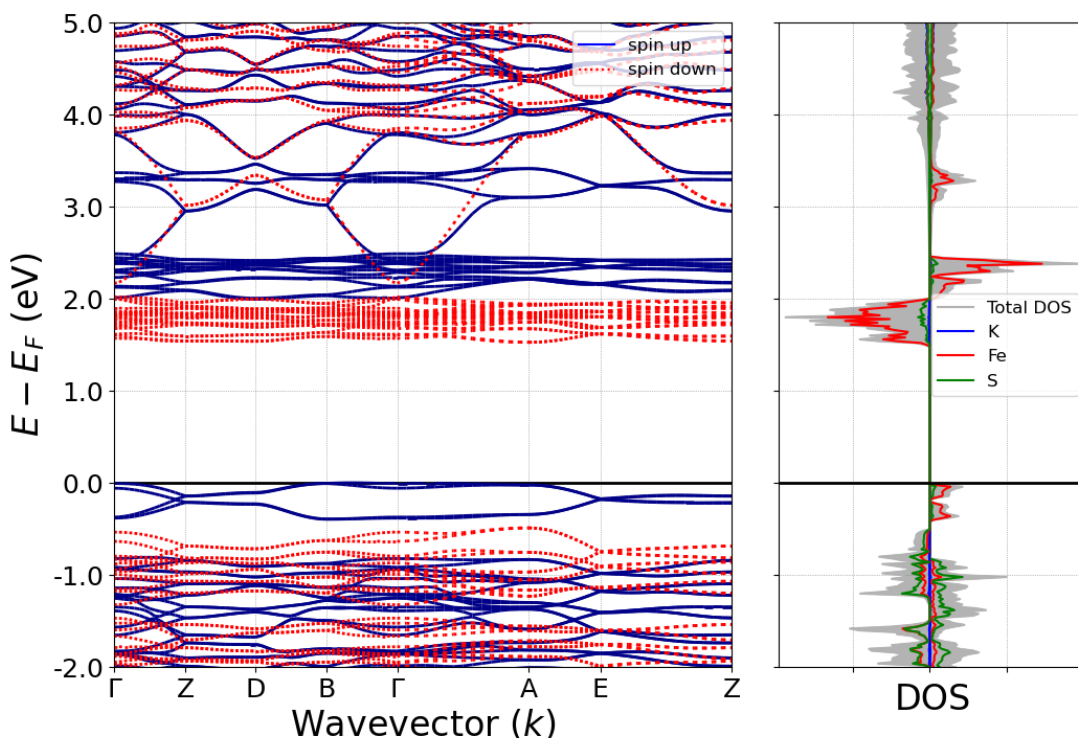 E − E_F (eV)
5.0
4.0
3.0
2.0
1.0
0.0
-1.0
-2.0
spin up
spin down
Γ Z D B Γ A E Z
Wavevector (k)
Total DOS
K
Fe
S
DOS